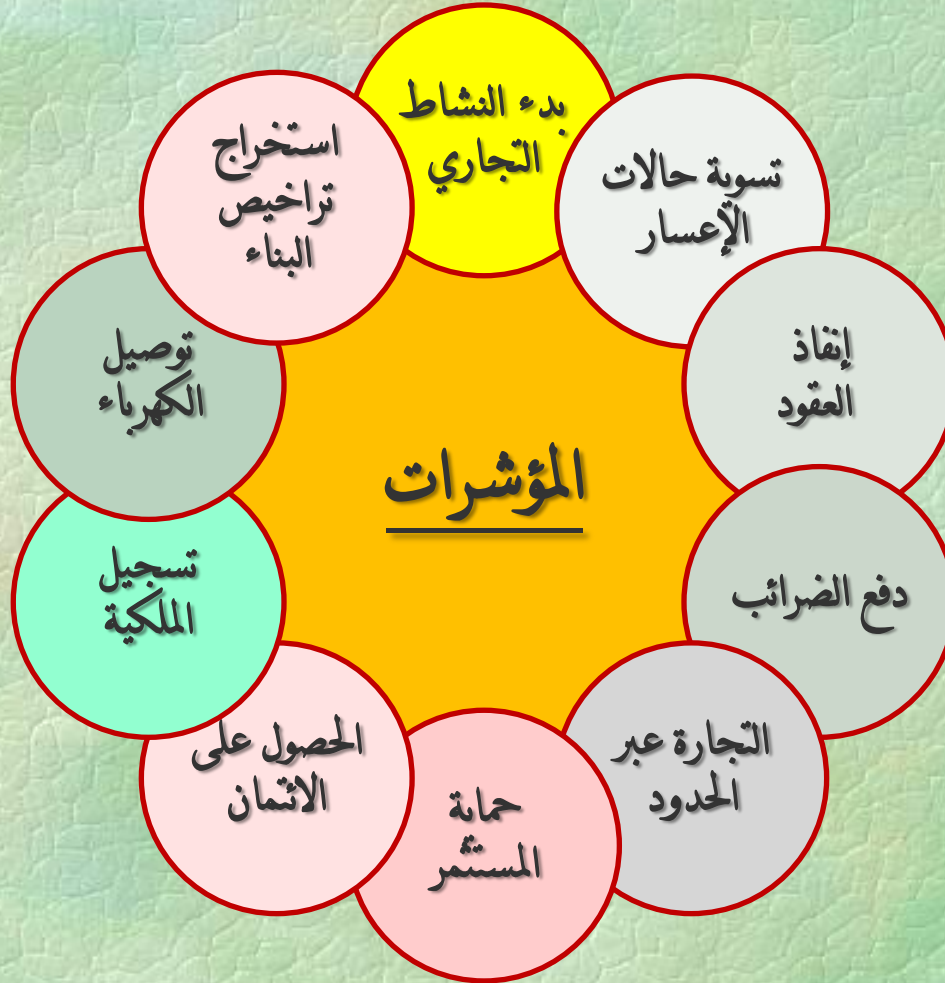 بدء النشاط
التجاري
تسوية حالات
الإعسار
إنفاذ
العقود
دفع الضرائب
التجارة عبر
الحدود
حماية
المستثمر
الحصول على
الائتمان
تسجيل
الملكية
توصيل
الكهرباء
استخراج
تراخيص
البناء
المؤشرات